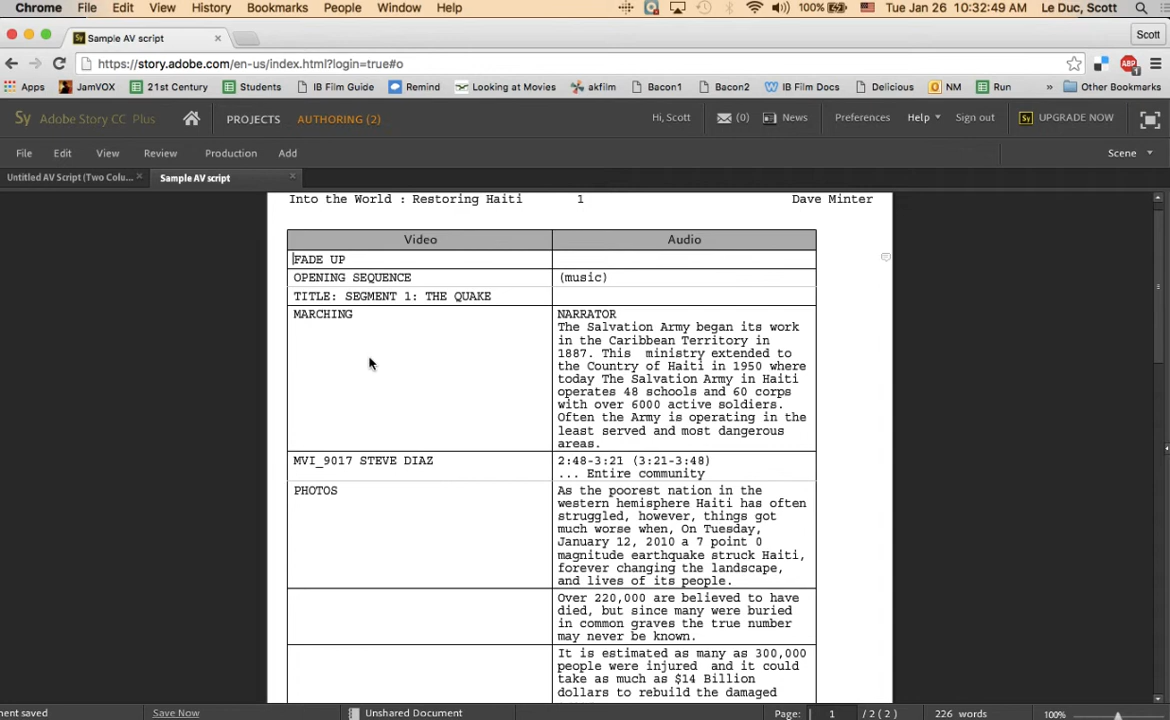 Chrome File Edit View History Bookmarks People Window Help 100% Tue Jan 26 10:32:49 AM Le Duc, Scott
Sample AV script Scott
https://story.adobe.com/en-us/index.html?login=true#o
Apps JamVOX 21st Century Students IB Film Guide Remind Looking at Movies akfilm Bacon1 Bacon2 IB Film Docs Delicious NM Run » Other Bookmarks
Sy Adobe Story CC Plus PROJECTS AUTHORING (2) Hi, Scott (0) News Preferences Help Sign out Sy UPGRADE NOW
File Edit View Review Production Add Scene
Untitled AV Script (Two Colu... Sample AV script
Into the World : Restoring Haiti 1 Dave Minter
Video Audio
FADE UP
OPENING SEQUENCE (music)
TITLE: SEGMENT 1: THE QUAKE
MARCHING NARRATOR
The Salvation Army began its work
in the Caribbean Territory in
1887. This ministry extended to
the Country of Haiti in 1950 where
today The Salvation Army in Haiti
operates 48 schools and 60 corps
with over 6000 active soldiers.
Often the Army is operating in the
least served and most dangerous
areas.
MVI_9017 STEVE DIAZ 2:48-3:21 (3:21-3:48)
... Entire community
PHOTOS As the poorest nation in the
western hemisphere Haiti has often
struggled, however, things got
much worse when, On Tuesday,
January 12, 2010 a 7 point 0
magnitude earthquake struck Haiti,
forever changing the landscape,
and lives of its people.
Over 220,000 are believed to have
died, but since many were buried
in common graves the true number
may never be known.
It is estimated as many as 300,000
people were injured and it could
take as much as $14 Billion
dollars to rebuild the damaged
ment saved Save Now Unshared Document Page: 1 / 2 ( 2 ) 226 words 100%